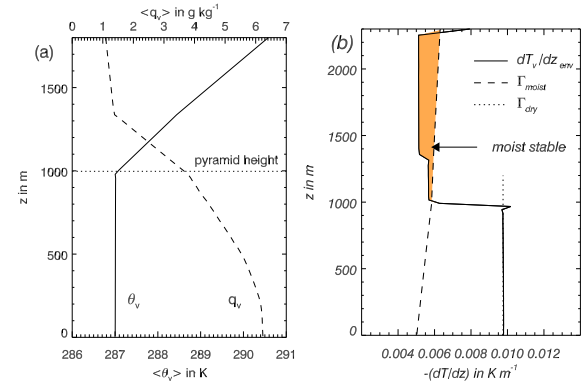 <qv> in g kg-1
0 1 2 3 4 5 6 7
(a)
1500
1000
500
0
z in m
pyramid height
θv
qv
286 287 288 289 290 291
<θv> in K
(b)
dTv/dz env
Γmoist
Γdry
moist stable
2000
1500
1000
500
0
z in m
0.004 0.006 0.008 0.010 0.012
-(dT/dz) in K m-1